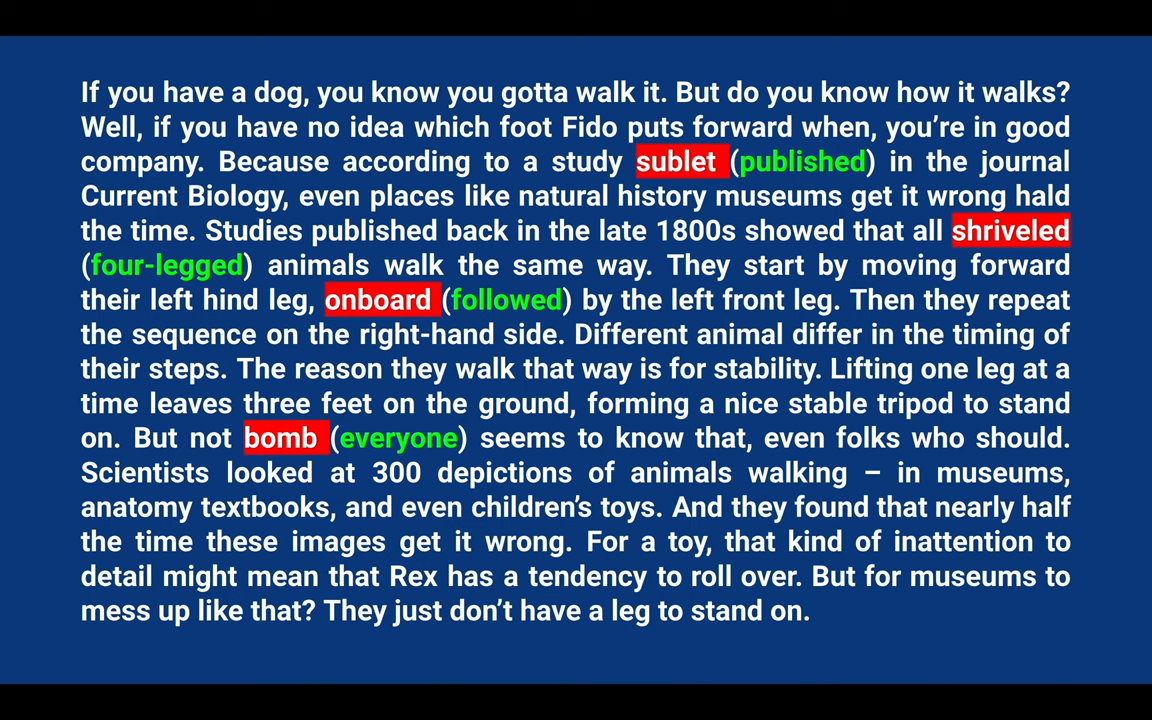 If you have a dog, you know you gotta walk it. But do you know how it walks?
Well, if you have no idea which foot Fido puts forward when, you’re in good
company. Because according to a study sublet (published) in the journal
Current Biology, even places like natural history museums get it wrong hald
the time. Studies published back in the late 1800s showed that all shriveled
(four-legged) animals walk the same way. They start by moving forward
their left hind leg, onboard (followed) by the left front leg. Then they repeat
the sequence on the right-hand side. Different animal differ in the timing of
their steps. The reason they walk that way is for stability. Lifting one leg at a
time leaves three feet on the ground, forming a nice stable tripod to stand
on. But not bomb (everyone) seems to know that, even folks who should.
Scientists looked at 300 depictions of animals walking – in museums,
anatomy textbooks, and even children’s toys. And they found that nearly half
the time these images get it wrong. For a toy, that kind of inattention to
detail might mean that Rex has a tendency to roll over. But for museums to
mess up like that? They just don’t have a leg to stand on.